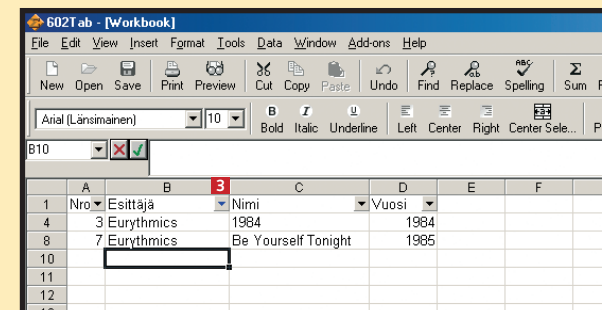 602Tab - [Workbook]
File Edit View Insert Format Tools Data Window Add-ons Help
New Open Save Print Preview Cut Copy Paste Undo Find Replace Spelling Sum
Arial (Länsimainen) 10 B Bold I Italic U Underline Left Center Right Center Sele...
B10
A B 3 C D E F
1 Nro Esittäjä Nimi Vuosi
4 3 Eurythmics 1984 1984
8 7 Eurythmics Be Yourself Tonight 1985
10
11
12